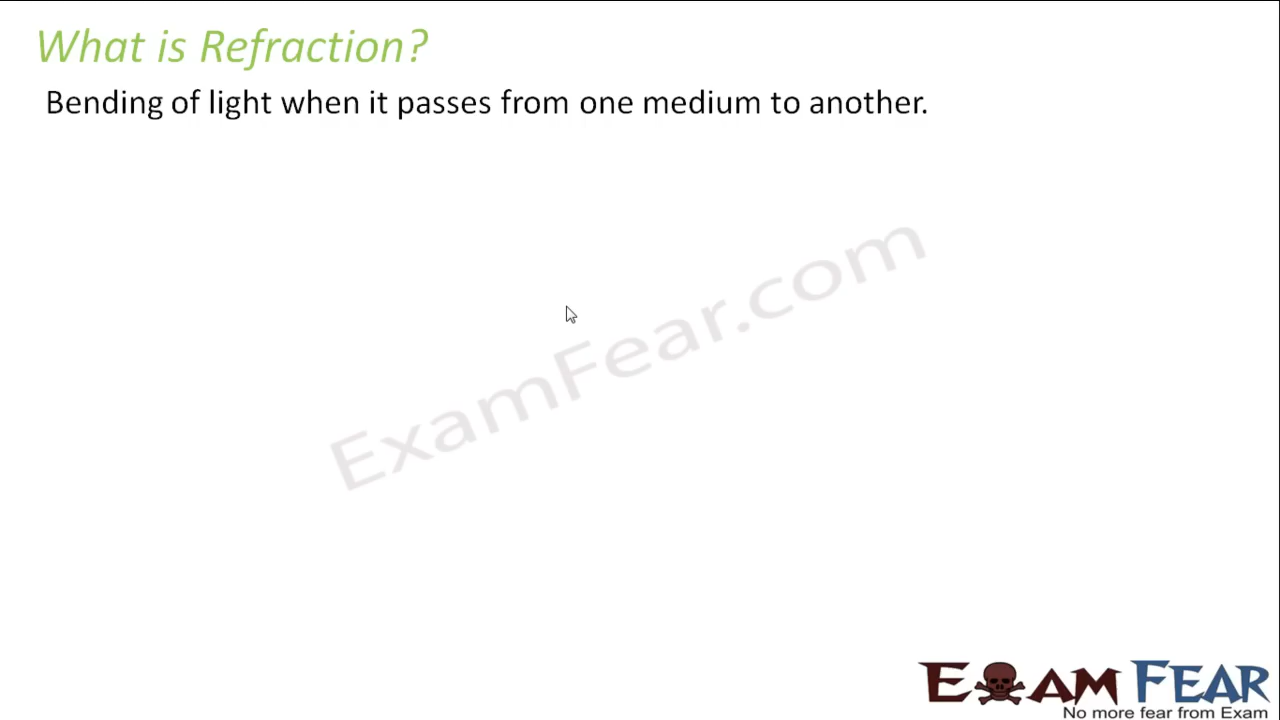 What is Refraction?
Bending of light when it passes from one medium to another.
ExamFear.com
EXAM FEAR
No more fear from Exam